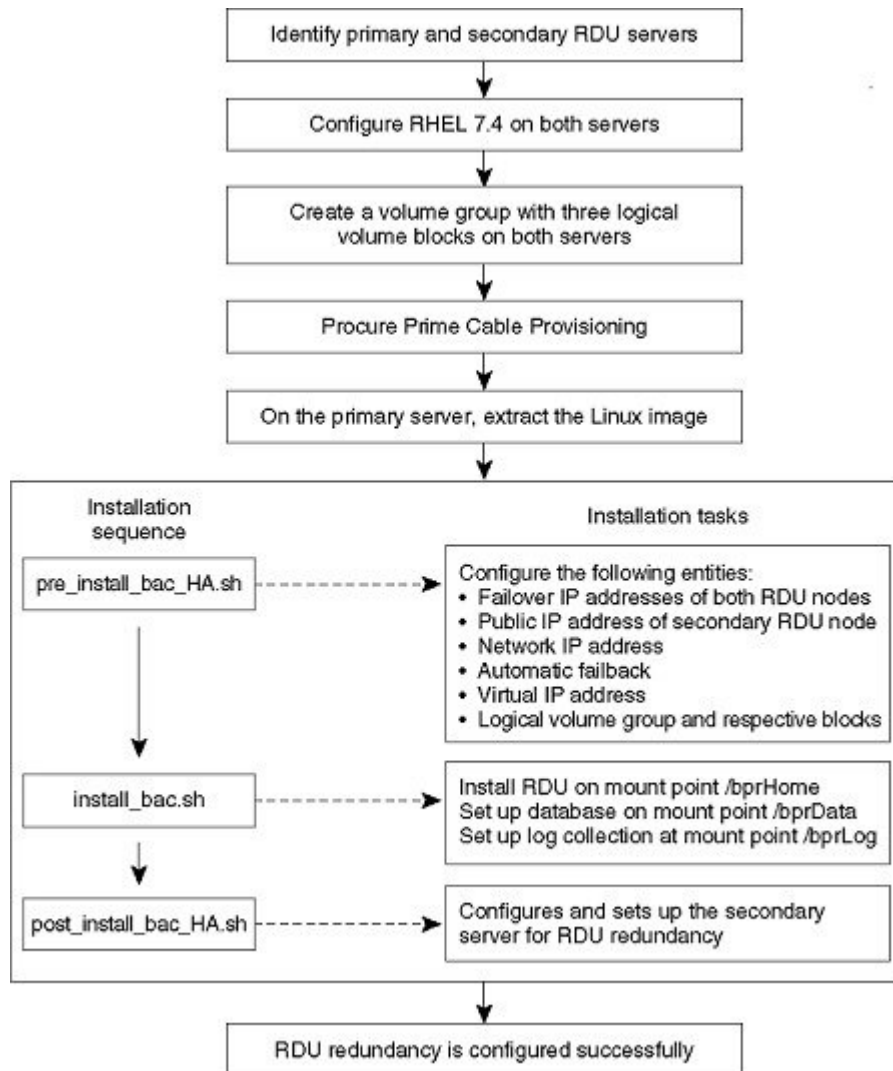 Identify primary and secondary RDU servers
Configure RHEL 7.4 on both servers
Create a volume group with three logical
volume blocks on both servers
Procure Prime Cable Provisioning
On the primary server, extract the Linux image
Installation
sequence
Installation tasks
pre_install_bac_HA.sh
Configure the following entities:
• Failover IP addresses of both RDU nodes
• Public IP address of secondary RDU node
• Network IP address
• Automatic failback
• Virtual IP address
• Logical volume group and respective blocks
install_bac.sh
Install RDU on mount point /bprHome
Set up database on mount point /bprData
Set up log collection at mount point /bprLog
post_install_bac_HA.sh
Configures and sets up the secondary
server for RDU redundancy
RDU redundancy is configured successfully